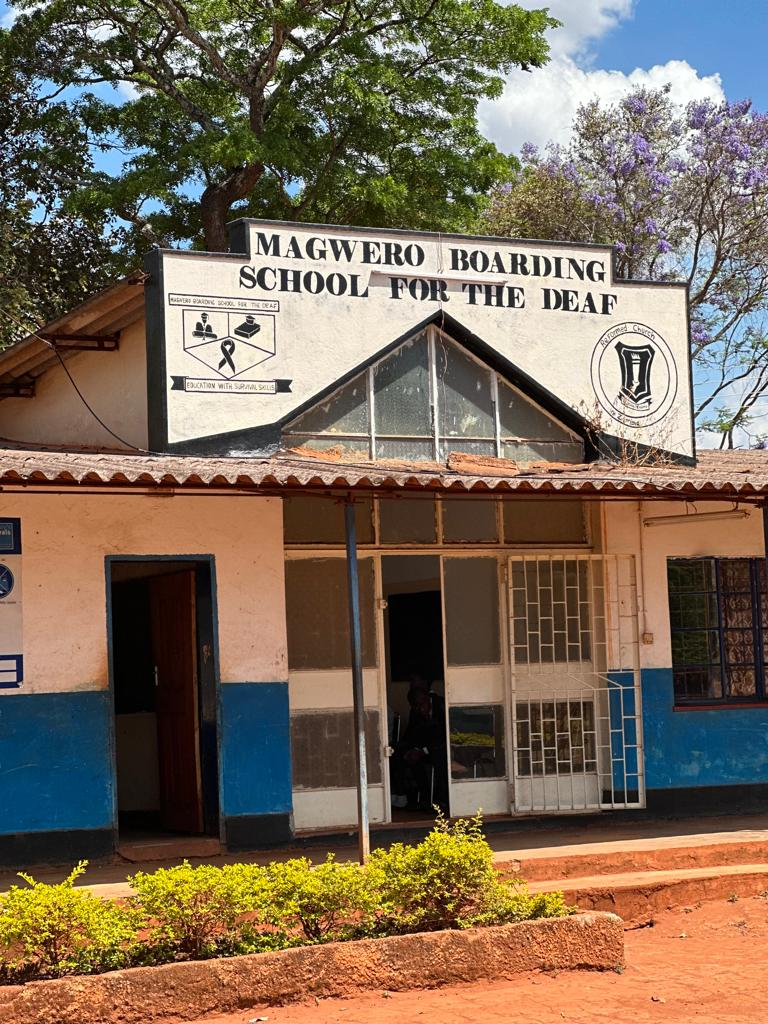 MAGWERO BOARDING
SCHOOL FOR THE DEAF
MAGWERO BOARDING SCHOOL FOR THE DEAF
EDUCATION WITH SURVIVAL SKILLS
Reformed Church